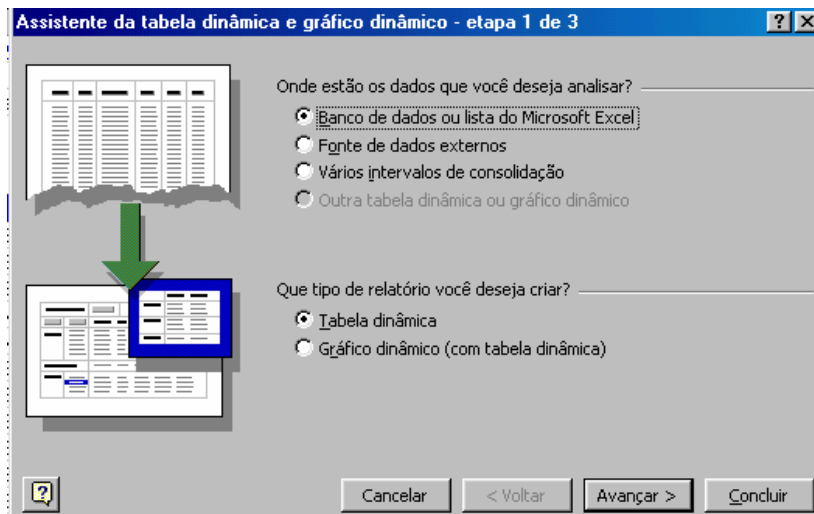 Assistente da tabela dinâmica e gráfico dinâmico - etapa 1 de 3
Onde estão os dados que você deseja analisar?
Banco de dados ou lista do Microsoft Excel
Fonte de dados externos
Vários intervalos de consolidação
Outra tabela dinâmica ou gráfico dinâmico
Que tipo de relatório você deseja criar?
Tabela dinâmica
Gráfico dinâmico (com tabela dinâmica)
Cancelar
< Voltar
Avançar >
Concluir